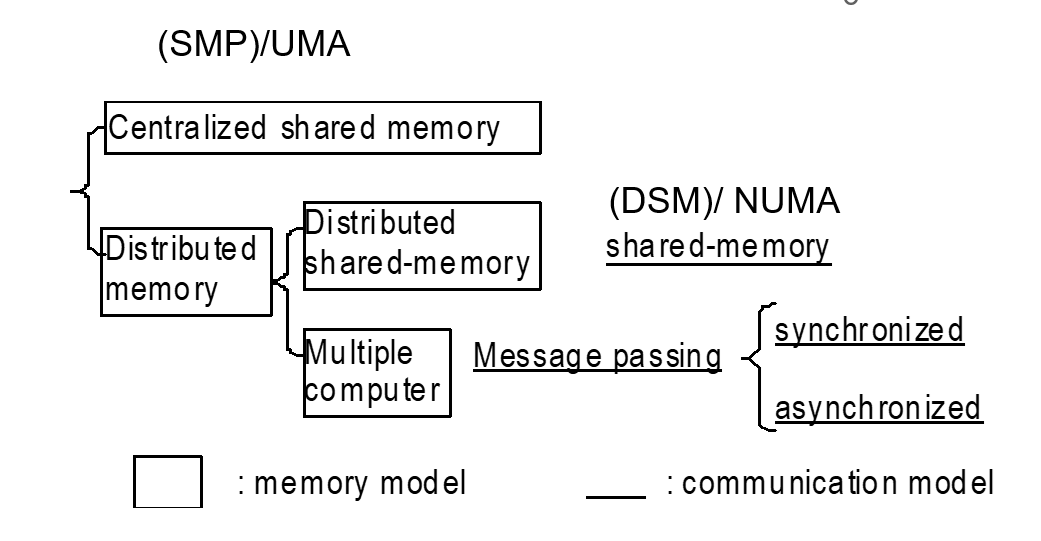 (SMP)/UMA
Centralized shared memory
Distributed
memory
Distributed
shared-memory
(DSM)/ NUMA
shared-memory
Multiple
computer
Message passing
synchronized
asynchronized
: memory model
: communication model